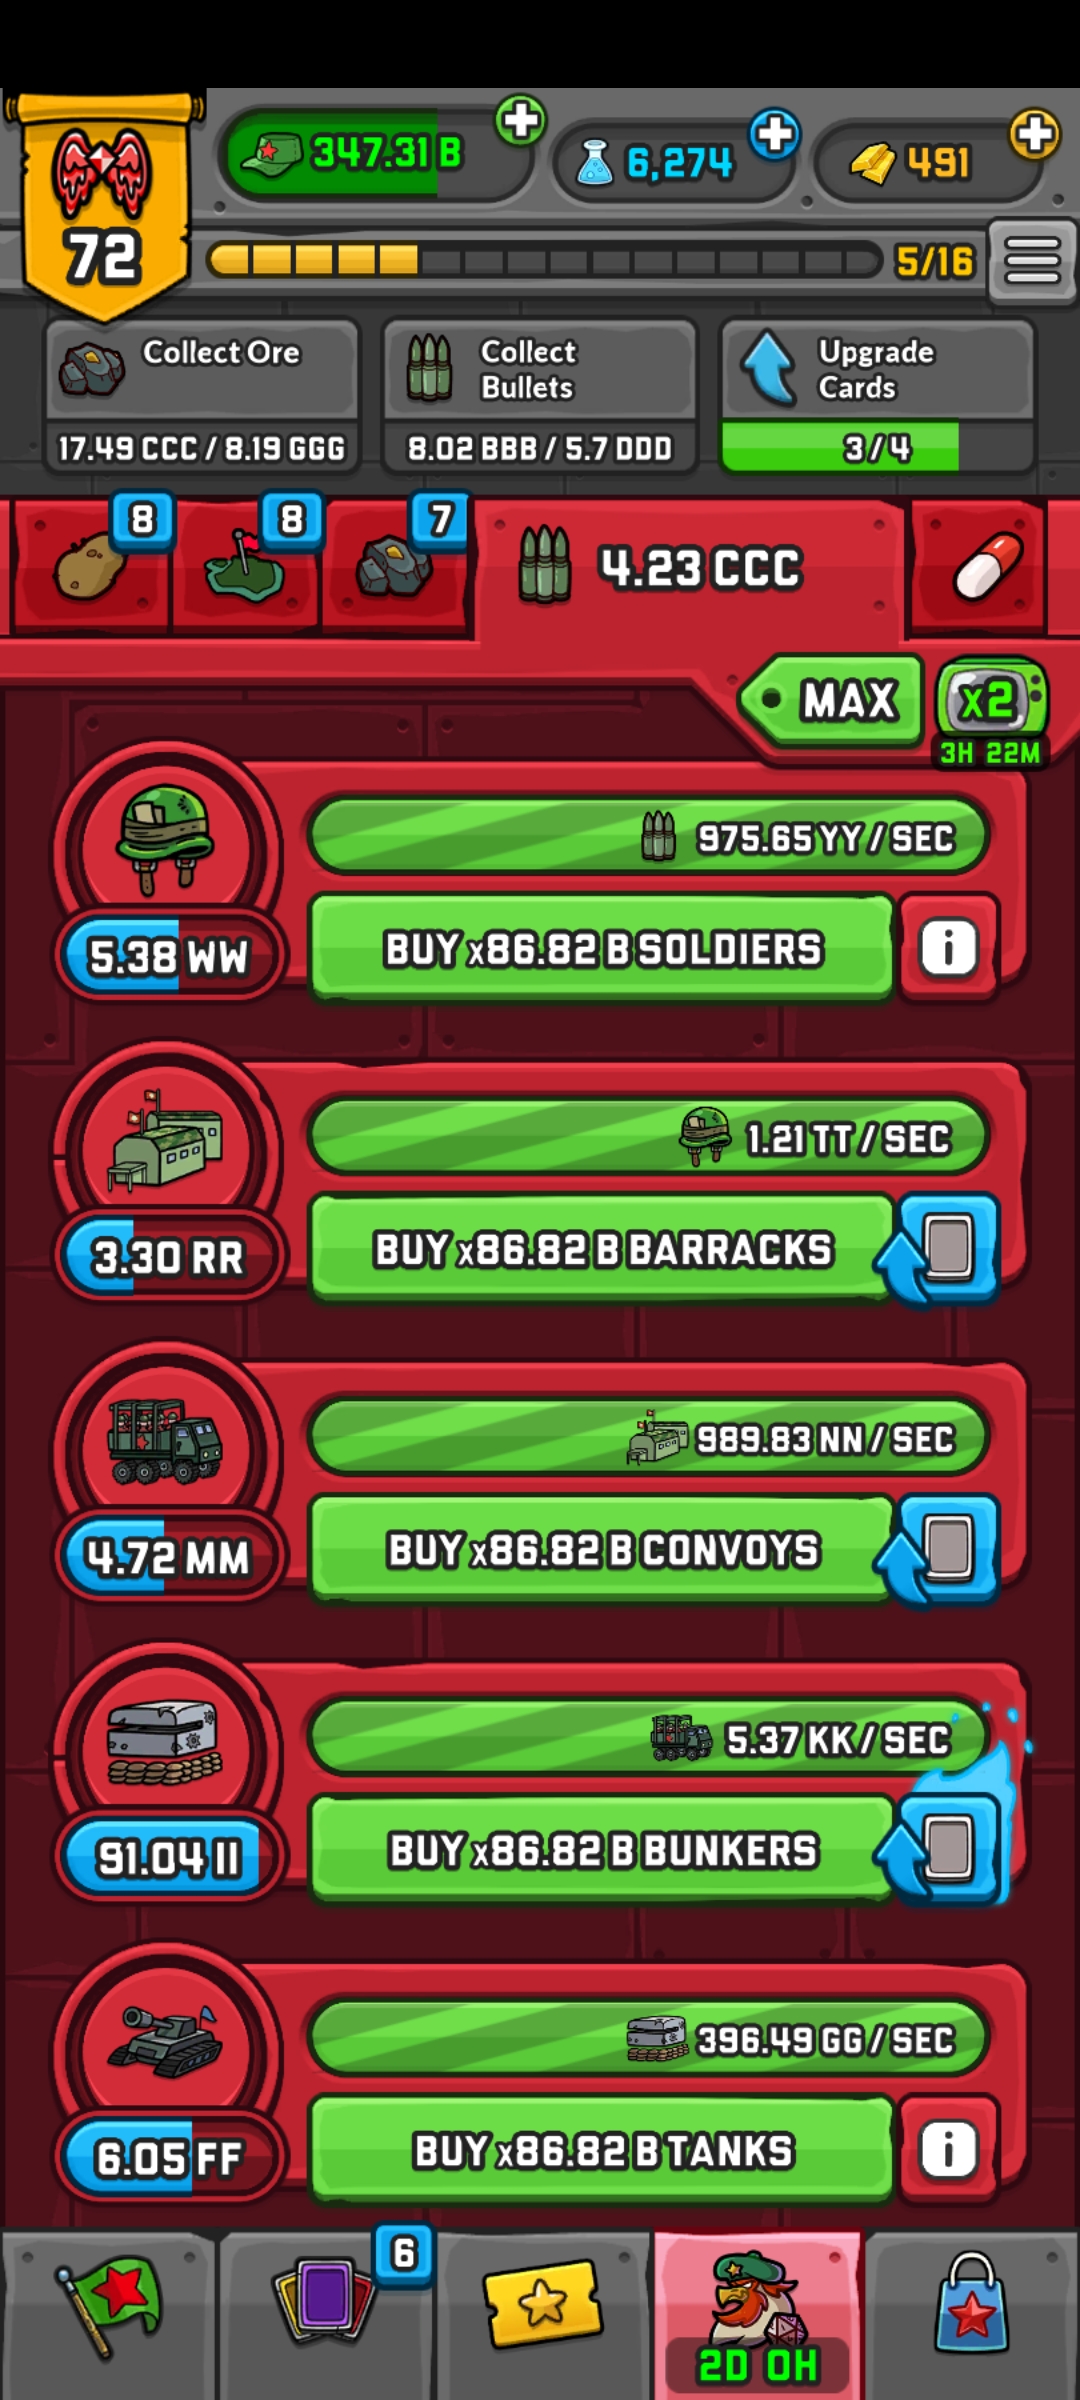 347.31 B
6,274
491
72
5/16
Collect Ore
17.49 CCC / 8.19 GGG
Collect
Bullets
8.02 BBB / 5.7 DDD
Upgrade
Cards
3/4
8
8
7
4.23 CCC
MAX
x2
3H 22M
975.65 YY / SEC
5.38 WW
BUY x86.82 B SOLDIERS
i
1.21 TT / SEC
3.30 RR
BUY x86.82 B BARRACKS
989.83 NN / SEC
4.72 MM
BUY x86.82 B CONVOYS
5.37 KK / SEC
91.04 II
BUY x86.82 B BUNKERS
396.49 GG / SEC
6.05 FF
BUY x86.82 B TANKS
i
6
2D 0H